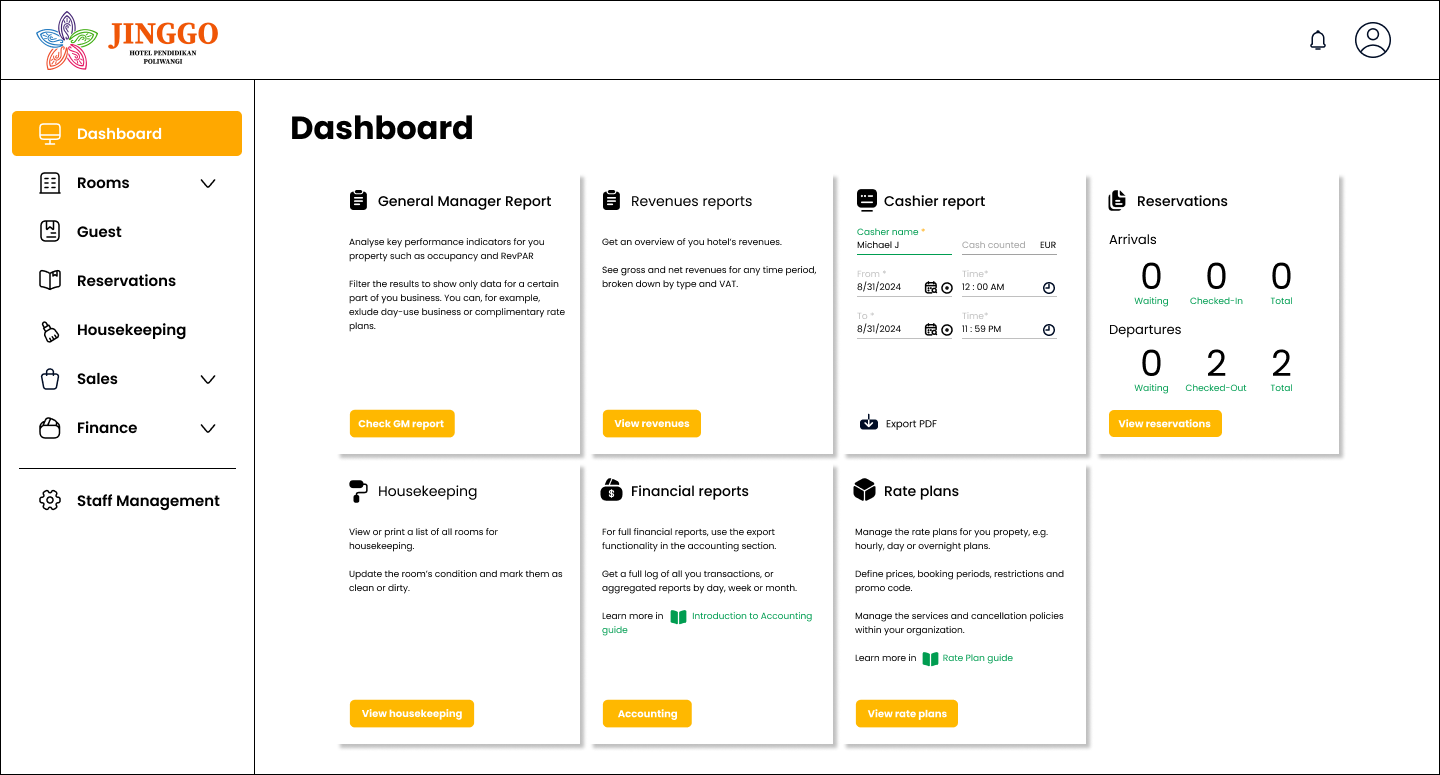 JINGGO
HOTEL PENDIDIKAN
POLIWANGI
Dashboard
Rooms
Guest
Reservations
Housekeeping
Sales
Finance
Staff Management
Dashboard
General Manager Report
Analyse key performance indicators for you
property such as occupancy and RevPAR
Filter the results to show only data for a certain
part of you business. You can, for example,
exlude day-use business or complimentary rate
plans.
Check GM report
Revenues reports
Get an overview of you hotel's revenues.
See gross and net revenues for any time period,
broken down by type and VAT.
View revenues
Cashier report
Casher name *
Michael J
Cash counted EUR
From *
8/31/2024
Time*
12 : 00 AM
To *
8/31/2024
Time*
11 : 59 PM
Export PDF
Reservations
Arrivals
0 0 0
Waiting Checked-In Total
Departures
0 2 2
Waiting Checked-Out Total
View reservations
Housekeeping
View or print a list of all rooms for
housekeeping.
Update the room's condition and mark them as
clean or dirty.
View housekeeping
Financial reports
For full financial reports, use the export
functionality in the accounting section.
Get a full log of all you transactions, or
aggregated reports by day, week or month.
Learn more in Introduction to Accounting
guide
Accounting
Rate plans
Manage the rate plans for you propety, e.g.
hourly, day or overnight plans.
Define prices, booking periods, restrictions and
promo code.
Manage the services and cancellation policies
within your organization.
Learn more in Rate Plan guide
View rate plans